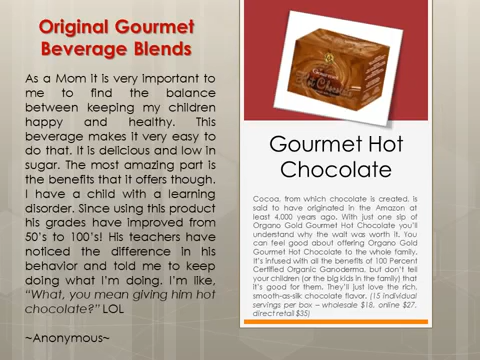 Original Gourmet
Beverage Blends
As a Mom it is very important to
me to find the balance
between keeping my children
happy and healthy. This
beverage makes it very easy to
do that. It is delicious and low in
sugar. The most amazing part is
the benefits that it offers though.
I have a child with a learning
disorder. Since using this product
his grades have improved from
50's to 100's! His teachers have
noticed the difference in his
behavior and told me to keep
doing what I'm doing. I'm like,
"What, you mean giving him hot
chocolate?" LOL
~Anonymous~
Hot Chocolate
Gourmet Hot
Chocolate
Cocoa, from which chocolate is created, is
said to have originated in the Amazon at
least 4,000 years ago. With just one sip of
Organo Gold Gourmet Hot Chocolate you'll
understand why the wait was worth it. You
can feel good about offering Organo Gold
Gourmet Hot Chocolate to the whole family.
It's infused with all the benefits of 100 Percent
Certified Organic Ganoderma, but don't tell
your children (or the big kids in the family) that
it's good for them. They'll just love the rich,
smooth-as-silk chocolate flavor. (15 individual
servings per box – wholesale $18, online $27,
direct retail $35)